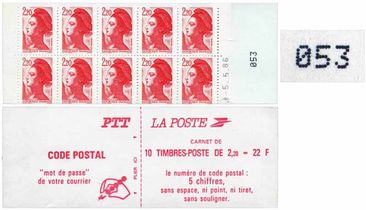 2,20 2,20 2,20 2,20 2,20
2,20 2,20 2,20 2,20 2,20
5.5.86
053
053
PTT
LA POSTE
CODE POSTAL
"mot de passe"
de votre courrier
PLIER ICI
CARNET DE
10 TIMBRES-POSTE DE 2,20 - 22 F
le numéro de code postal :
5 chiffres,
sans espace, ni point, ni tiret,
sans souligner.